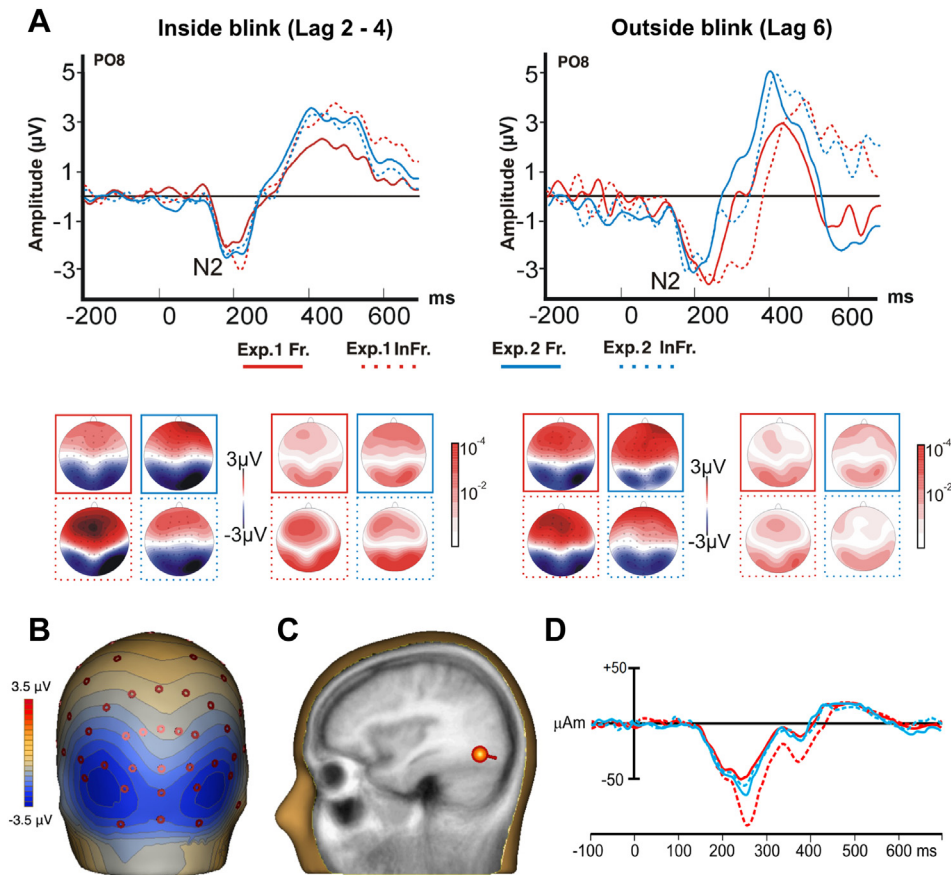 A
Inside blink (Lag 2 - 4)
Outside blink (Lag 6)
PO8
5
3
1
-1
-3
Amplitude (µV)
N2
ms
-200 0 200 400 600
PO8
5
3
1
-1
-3
Amplitude (µV)
N2
ms
-200 0 200 400 600
Exp.1 Fr.
Exp.1 InFr.
Exp.2 Fr.
Exp.2 InFr.
3µV
-3µV
10-4
10-2
3µV
-3µV
10-4
10-2
B
3.5 µV
-3.5 µV
C
D
+50
µAm
-50
-100 0 100 200 300 400 500 600 ms